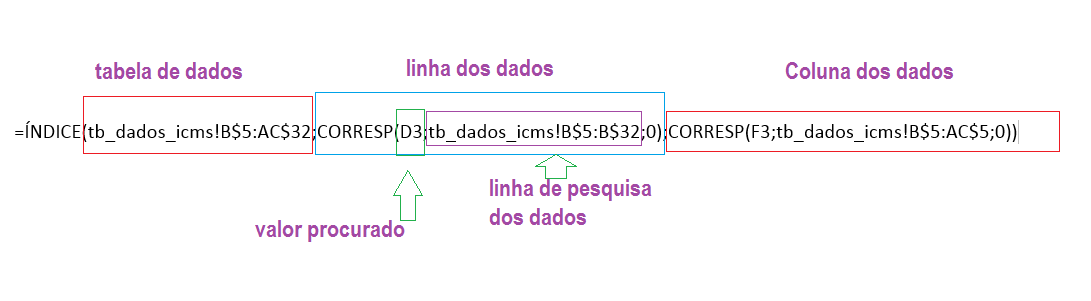 tabela de dados
linha dos dados
Coluna dos dados
=ÍNDICE(tb_dados_icms!B$5:AC$32;CORRESP(D3;tb_dados_icms!B$5:B$32;0);CORRESP(F3;tb_dados_icms!B$5:AC$5;0))
linha de pesquisa
dos dados
valor procurado